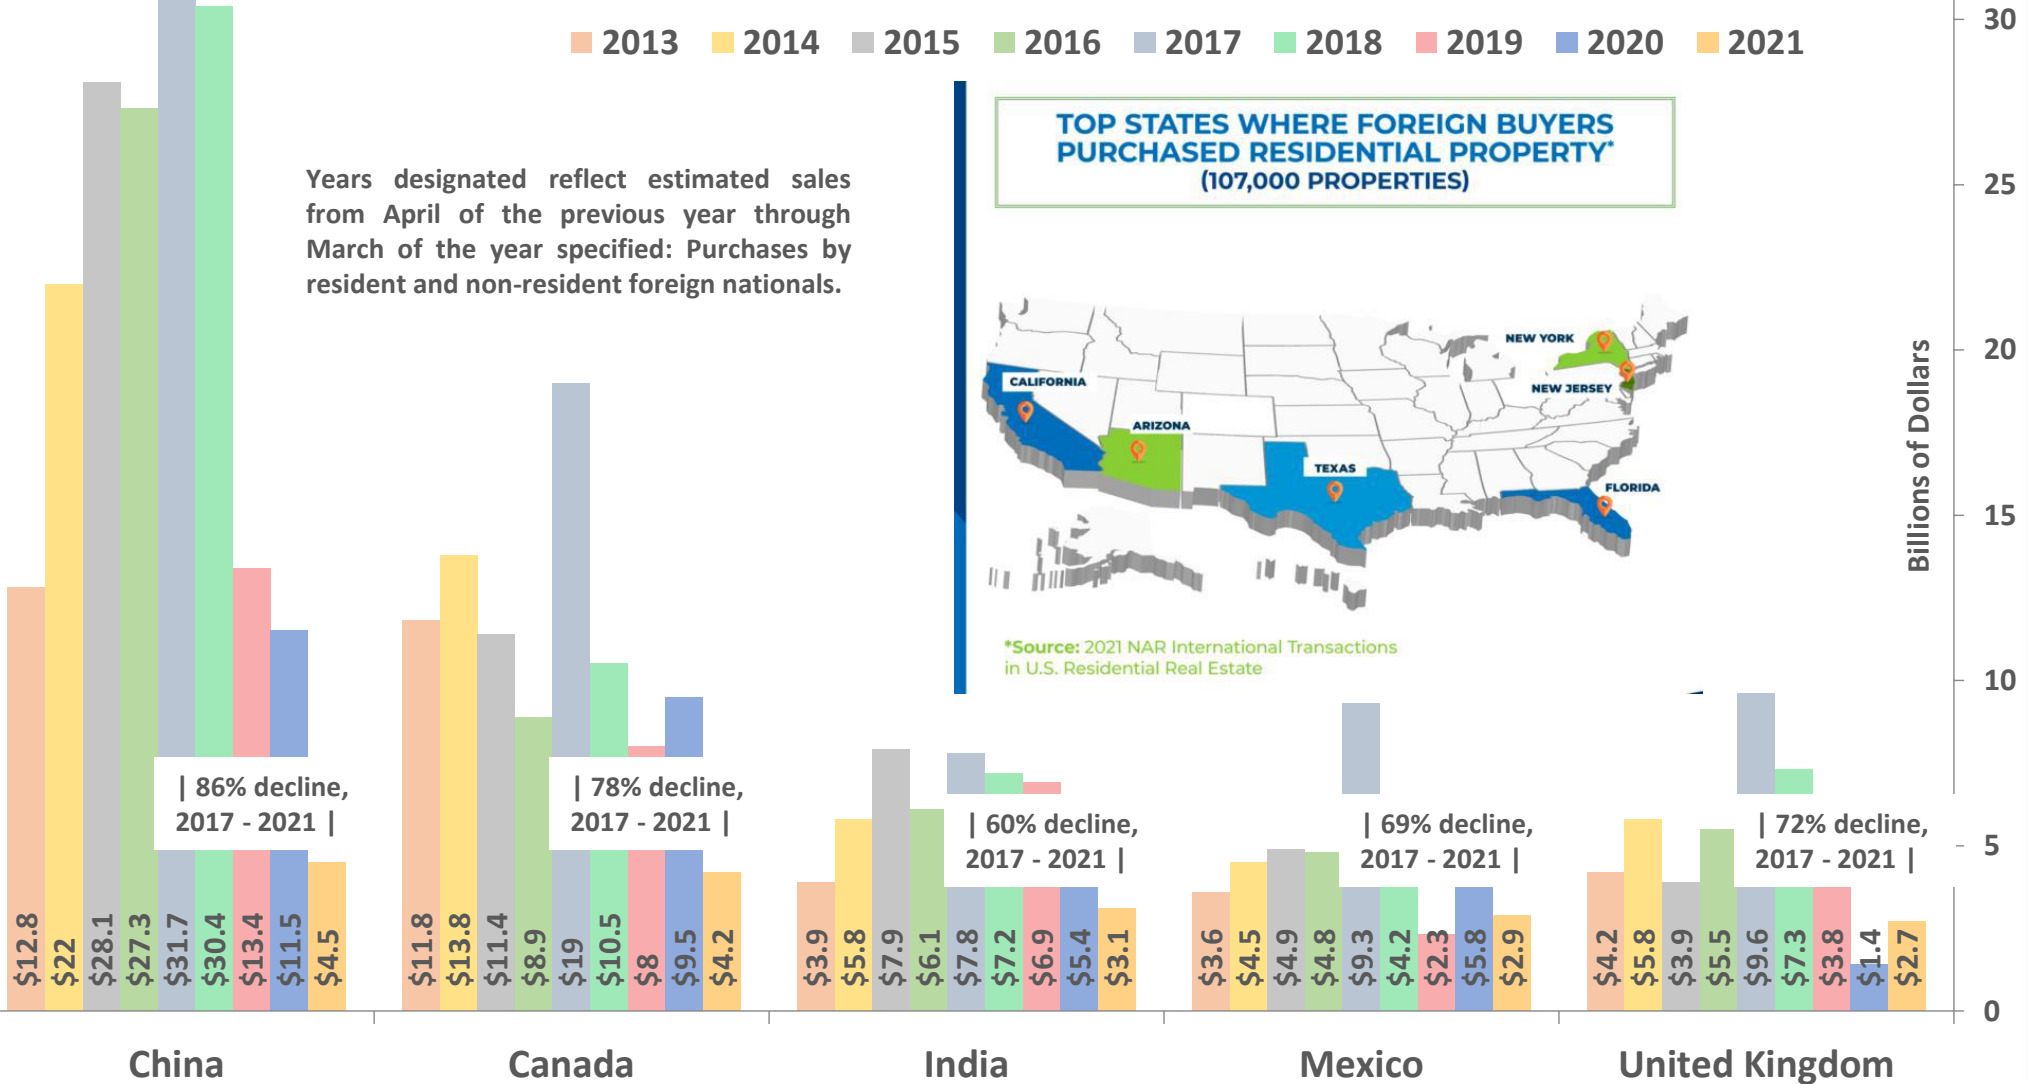 2013 2014 2015 2016 2017 2018 2019 2020 2021
30
25
20
15
10
5
0
Billions of Dollars
Years designated reflect estimated sales
from April of the previous year through
March of the year specified: Purchases by
resident and non-resident foreign nationals.
TOP STATES WHERE FOREIGN BUYERS
PURCHASED RESIDENTIAL PROPERTY*
(107,000 PROPERTIES)
NEW YORK
NEW JERSEY
CALIFORNIA
ARIZONA
TEXAS
FLORIDA
*Source: 2021 NAR International Transactions
in U.S. Residential Real Estate
| 86% decline,
2017 - 2021 |
| 78% decline,
2017 - 2021 |
| 60% decline,
2017 - 2021 |
| 69% decline,
2017 - 2021 |
| 72% decline,
2017 - 2021 |
$12.8
$22
$28.1
$27.3
$31.7
$30.4
$13.4
$11.5
$4.5
$11.8
$13.8
$11.4
$8.9
$19
$10.5
$8
$9.5
$4.2
$3.9
$5.8
$7.9
$6.1
$7.8
$7.2
$6.9
$5.4
$3.1
$3.6
$4.5
$4.9
$4.8
$9.3
$4.2
$2.3
$5.8
$2.9
$4.2
$5.8
$3.9
$5.5
$9.6
$7.3
$3.8
$1.4
$2.7
China
Canada
India
Mexico
United Kingdom